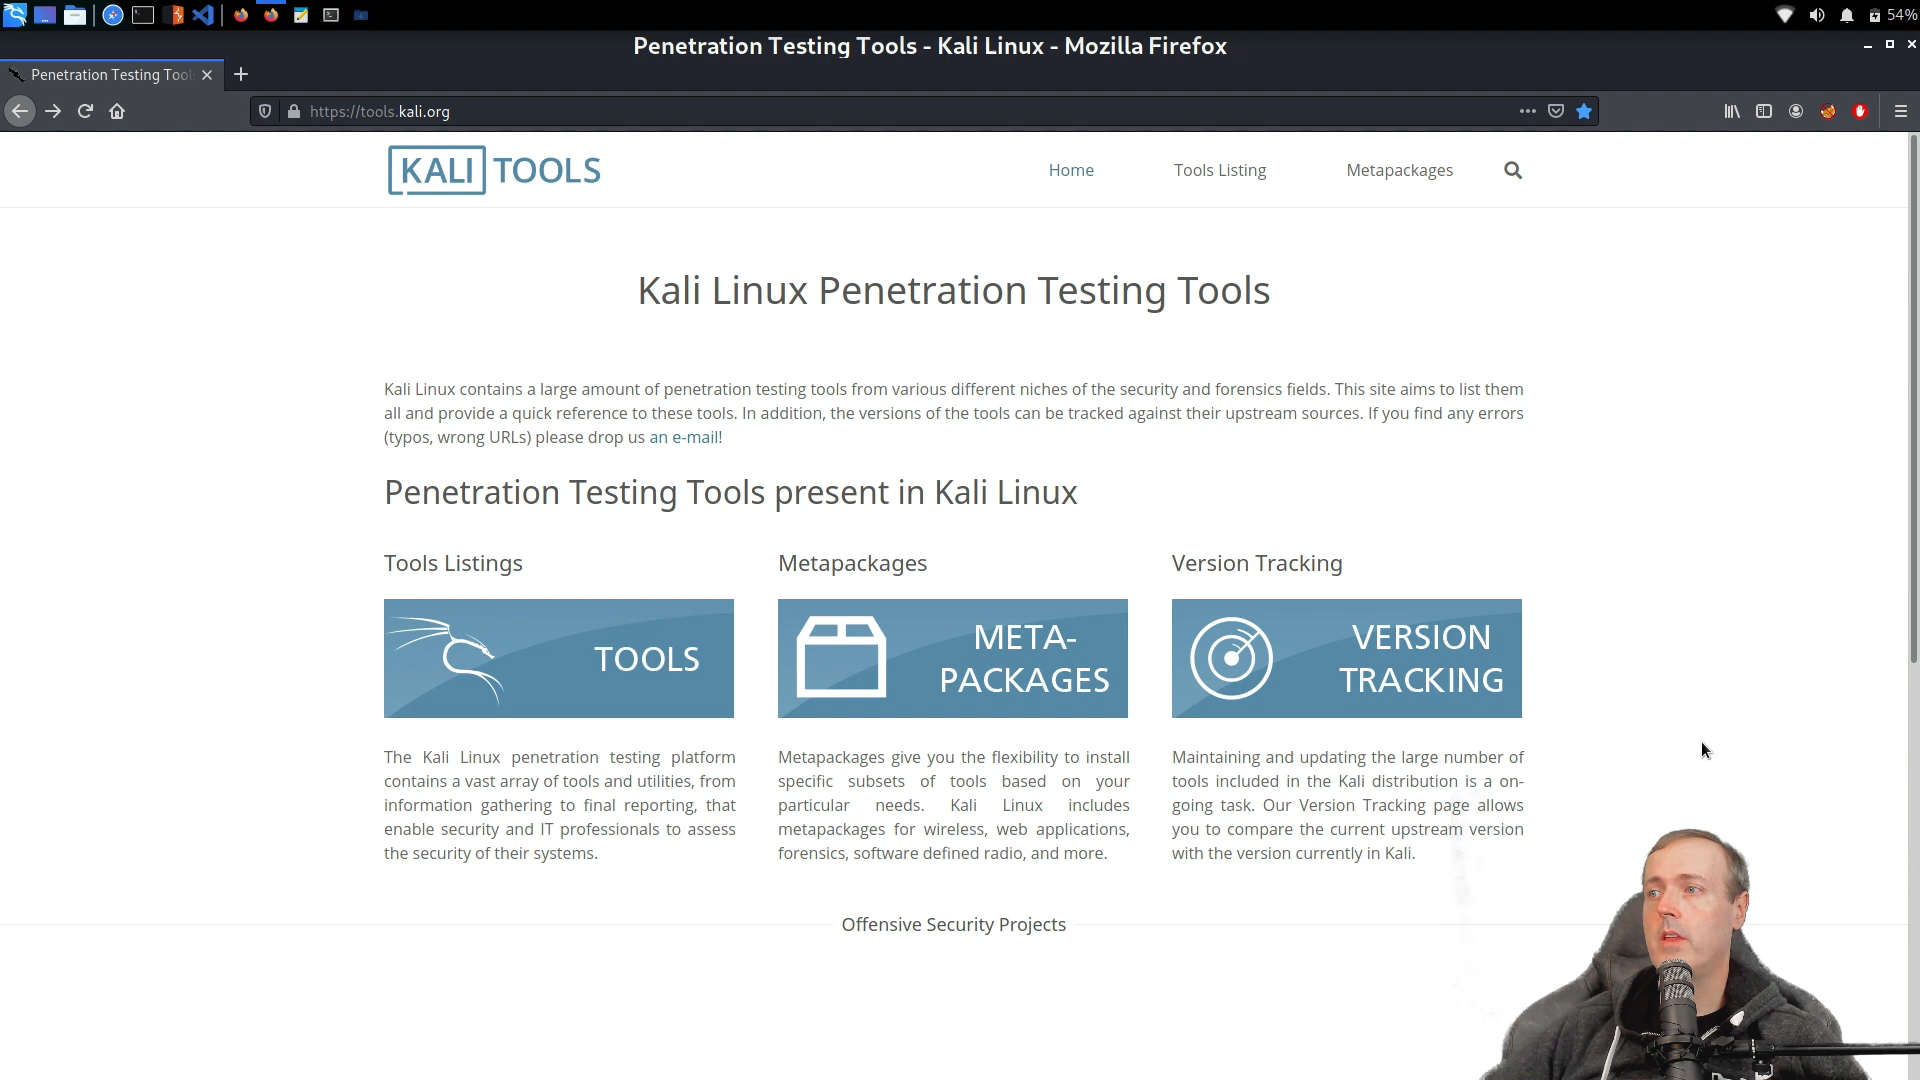 54%
Penetration Testing Tools - Kali Linux - Mozilla Firefox
Penetration Testing Tool
https://tools.kali.org
KALI TOOLS
Home
Tools Listing
Metapackages
Kali Linux Penetration Testing Tools
Kali Linux contains a large amount of penetration testing tools from various different niches of the security and forensics fields. This site aims to list them
all and provide a quick reference to these tools. In addition, the versions of the tools can be tracked against their upstream sources. If you find any errors
(typos, wrong URLs) please drop us an e-mail!
Penetration Testing Tools present in Kali Linux
Tools Listings
TOOLS
The Kali Linux penetration testing platform
contains a vast array of tools and utilities, from
information gathering to final reporting, that
enable security and IT professionals to assess
the security of their systems.
Metapackages
META-
PACKAGES
Metapackages give you the flexibility to install
specific subsets of tools based on your
particular needs. Kali Linux includes
metapackages for wireless, web applications,
forensics, software defined radio, and more.
Version Tracking
VERSION
TRACKING
Maintaining and updating the large number of
tools included in the Kali distribution is a on-
going task. Our Version Tracking page allows
you to compare the current upstream version
with the version currently in Kali.
Offensive Security Projects